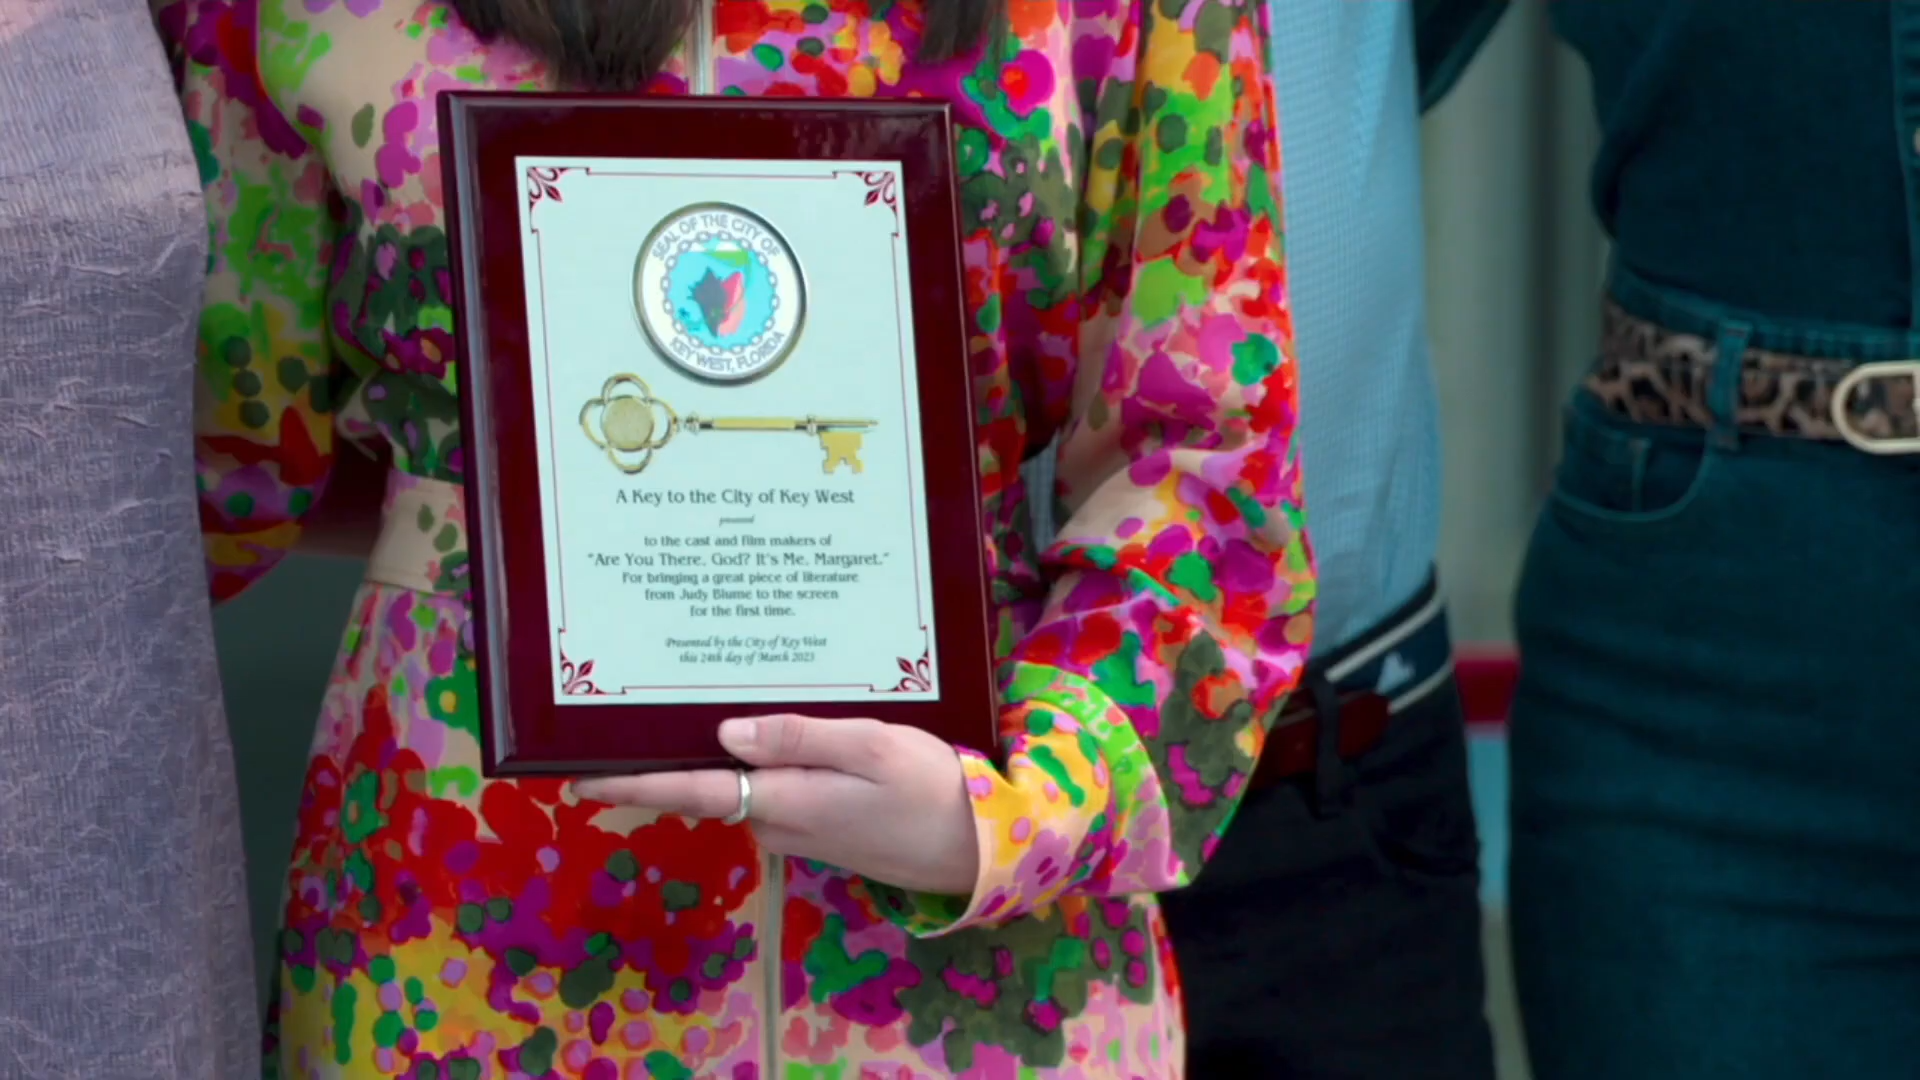 SEAL OF THE CITY OF
KEY WEST, FLORIDA
A Key to the City of Key West
presented
to the cast and film makers of
"Are You There, God? It's Me, Margaret."
For bringing a great piece of literature
from Judy Blume to the screen
for the first time.
Presented by the City of Key West
this 24th day of March 2023